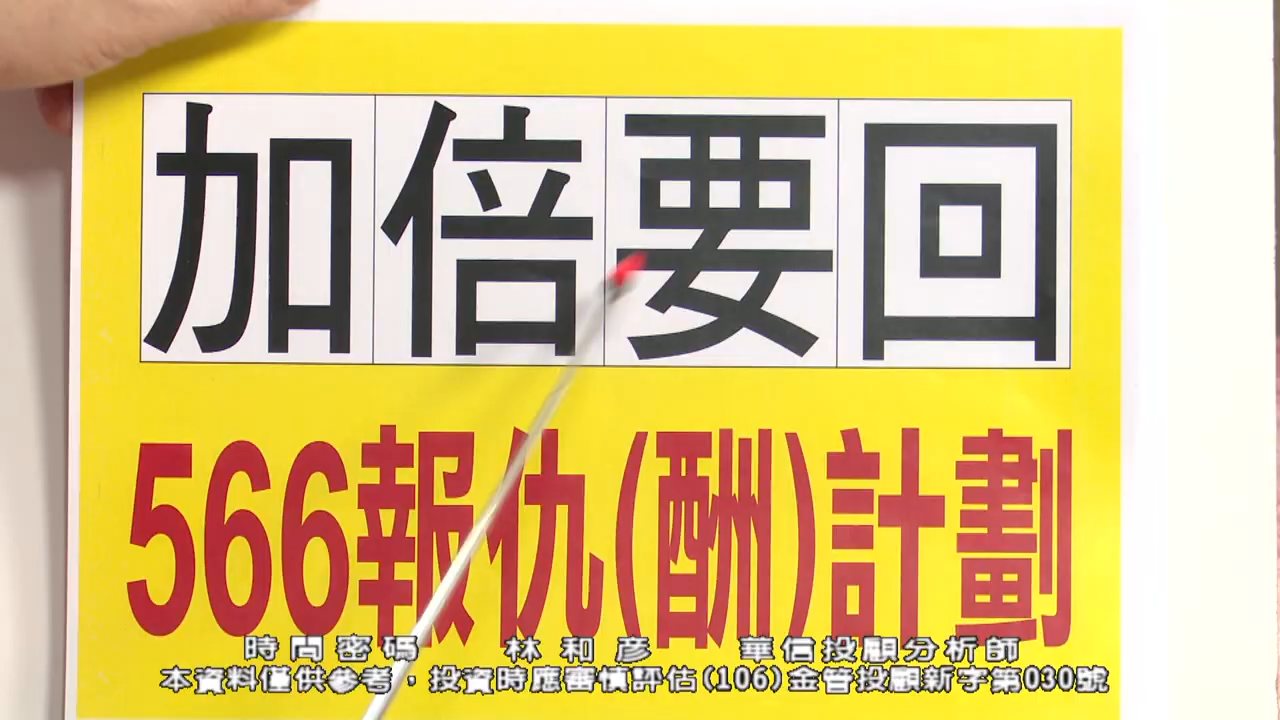 加倍要回
566報仇(酬)計劃
時間密碼 林和彥 華信投顧分析師
本資料僅供參考，投資時應審慎評估(106)金管投顧新字第030號